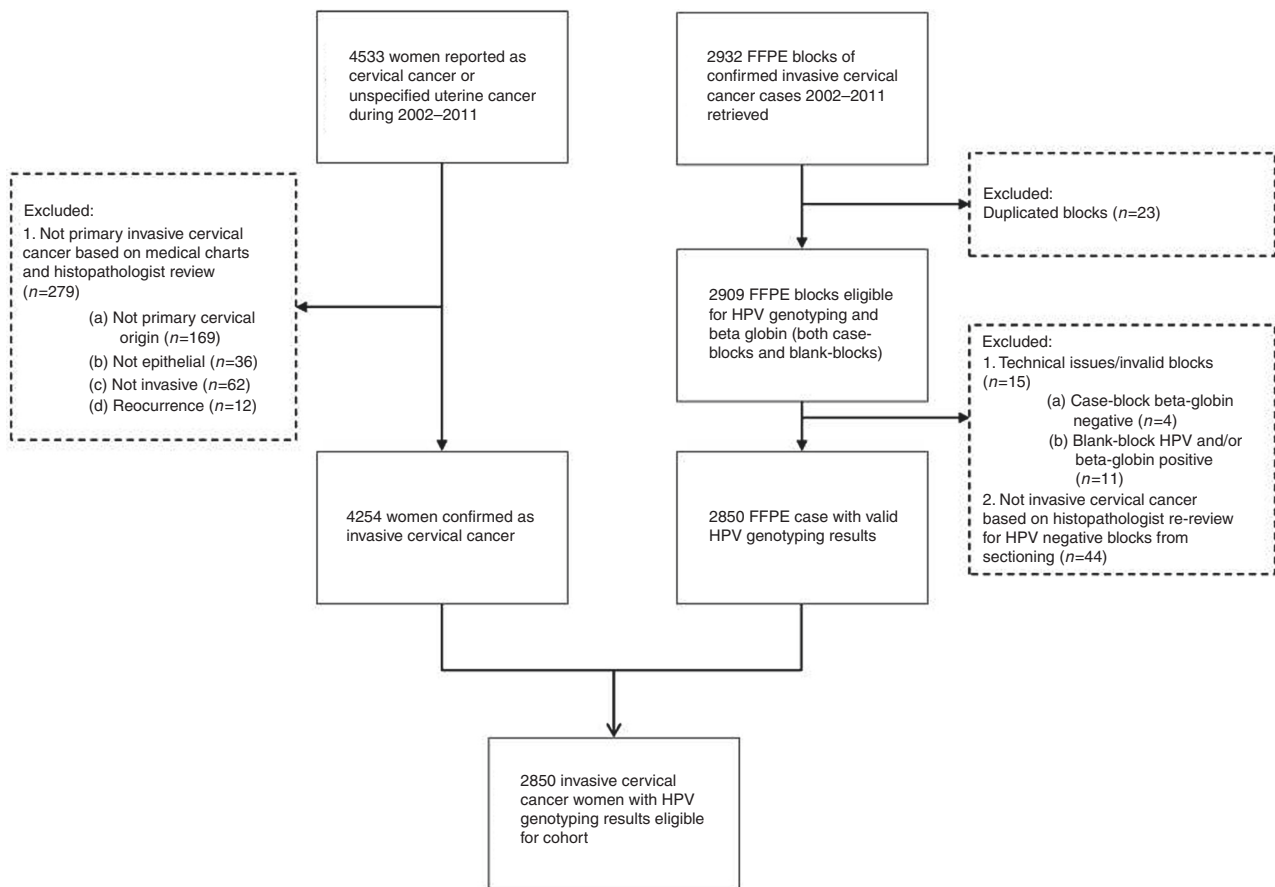 4533 women reported as
cervical cancer or
unspecified uterine cancer
during 2002–2011
2932 FFPE blocks of
confirmed invasive cervical
cancer cases 2002–2011
retrieved
Excluded:
Duplicated blocks (n=23)
Excluded:
1. Not primary invasive cervical
cancer based on medical charts
and histopathologist review
(n=279)
(a) Not primary cervical
origin (n=169)
(b) Not epithelial (n=36)
(c) Not invasive (n=62)
(d) Reocurrence (n=12)
2909 FFPE blocks eligible
for HPV genotyping and
beta globin (both case-
blocks and blank-blocks)
Excluded:
1. Technical issues/invalid blocks
(n=15)
(a) Case-block beta-globin
negative (n=4)
(b) Blank-block HPV and/or
beta-globin positive
(n=11)
2. Not invasive cervical cancer
based on histopathologist re-review
for HPV negative blocks from
sectioning (n=44)
4254 women confirmed as
invasive cervical cancer
2850 FFPE case with valid
HPV genotyping results
2850 invasive cervical
cancer women with HPV
genotyping results eligible
for cohort